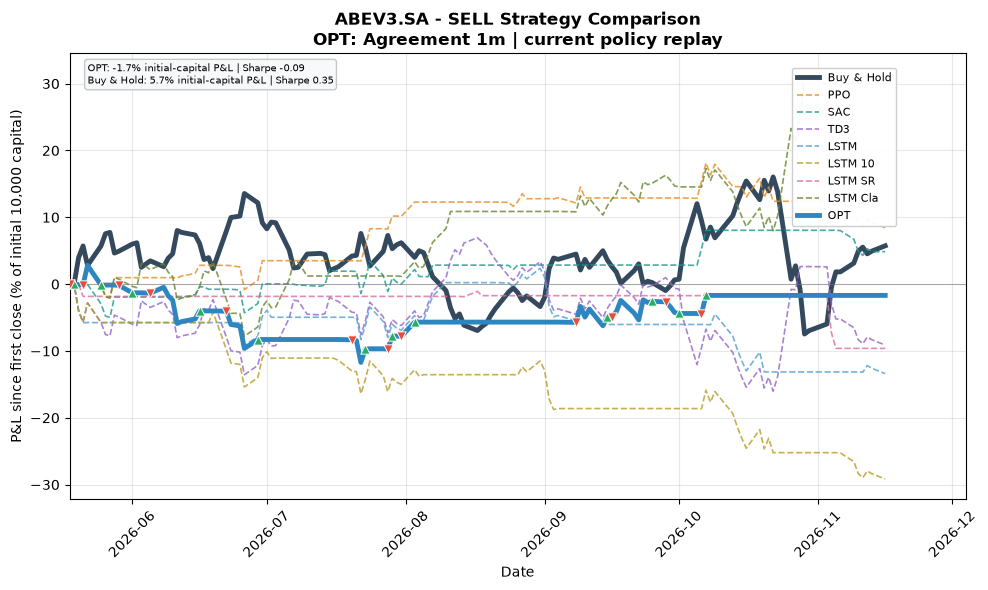 ABEV3.SA - SELL Strategy Comparison
OPT: Agreement 1m | current policy replay
OPT: -1.7% initial-capital P&L | Sharpe -0.09
Buy & Hold: 5.7% initial-capital P&L | Sharpe 0.35
Buy & Hold
PPO
SAC
TD3
LSTM
LSTM 10
LSTM SR
LSTM Cla
OPT
P&L since first close (% of initial 10,000 capital)
30
20
10
0
−10
−20
−30
2026-06
2026-07
2026-08
2026-09
2026-10
2026-11
2026-12
Date